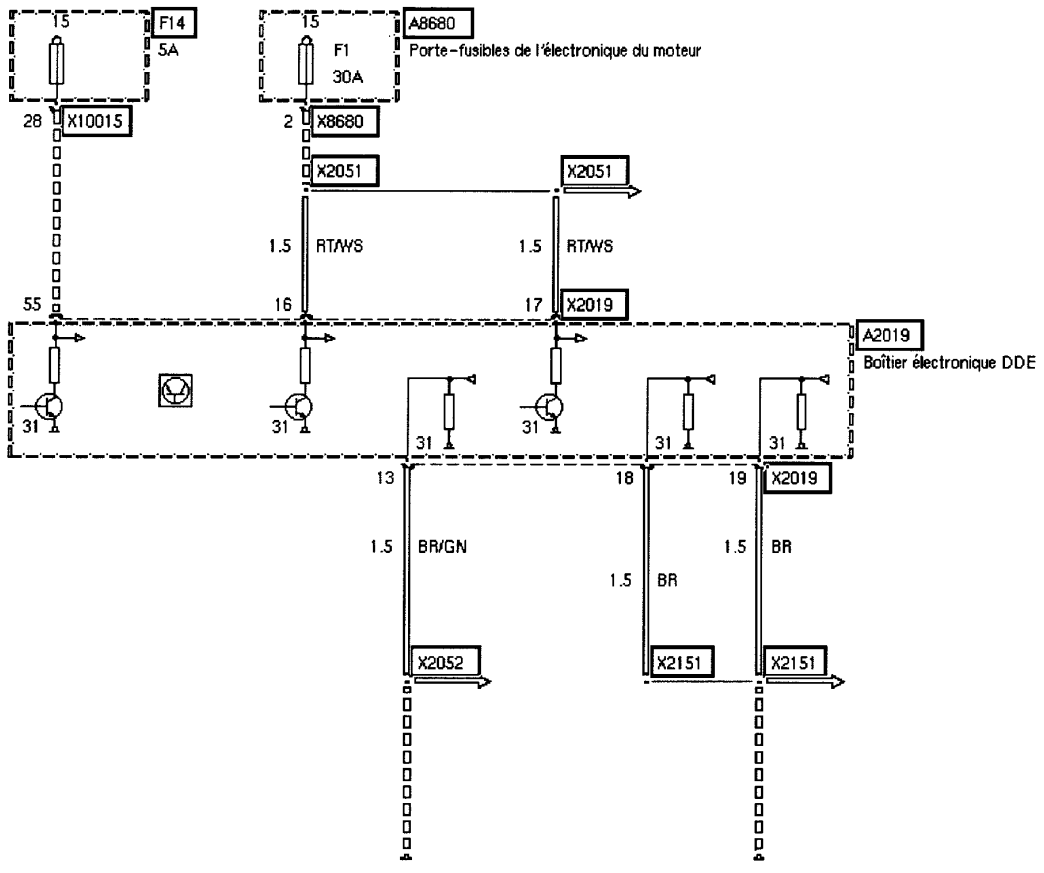 15
F14
5A
15
F1
30A
A8680
Porte-fusibles de l'électronique du moteur
28
X10015
2
X8680
X2051
X2051
1.5
RT/WS
1.5
RT/WS
55
16
17
X2019
A2019
Boîtier électronique DDE
31
31
31
31
31
31
13
18
19
X2019
1.5
BR/GN
1.5
BR
1.5
BR
X2052
X2151
X2151